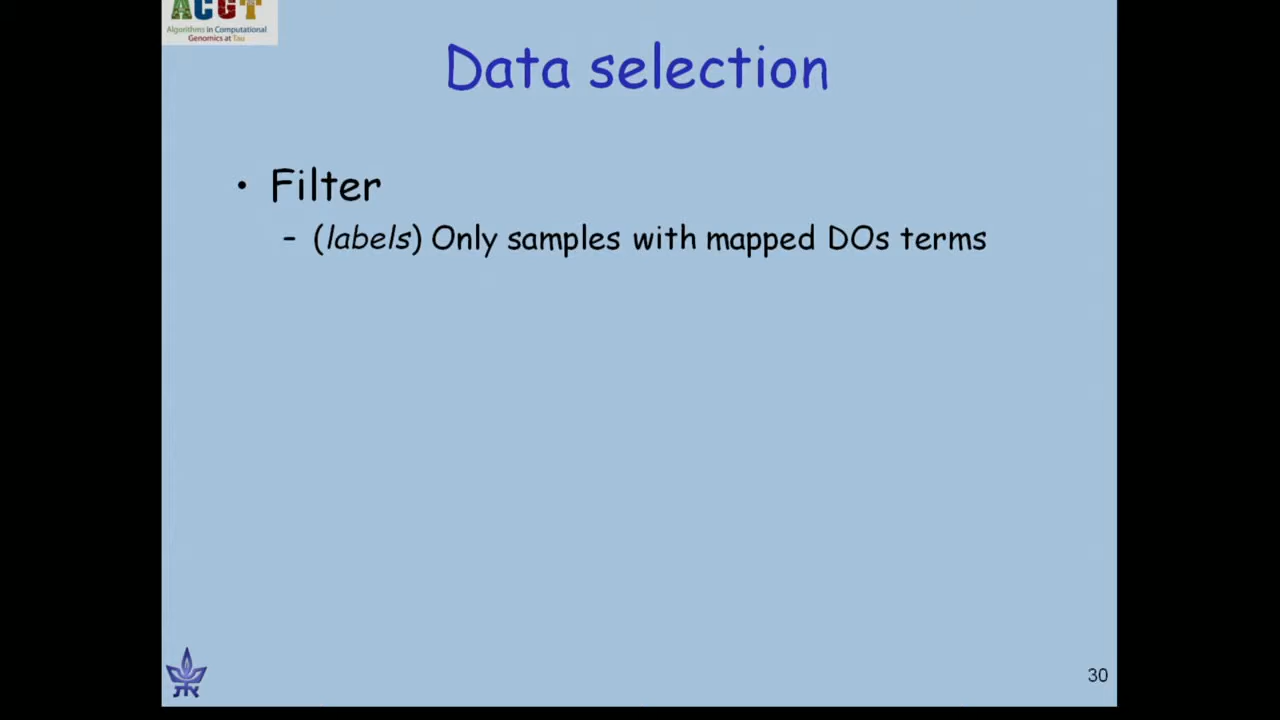 ACGT
Algorithms in Computational
Genomics at Tau
Data selection
• Filter
– (labels) Only samples with mapped DOs terms
30